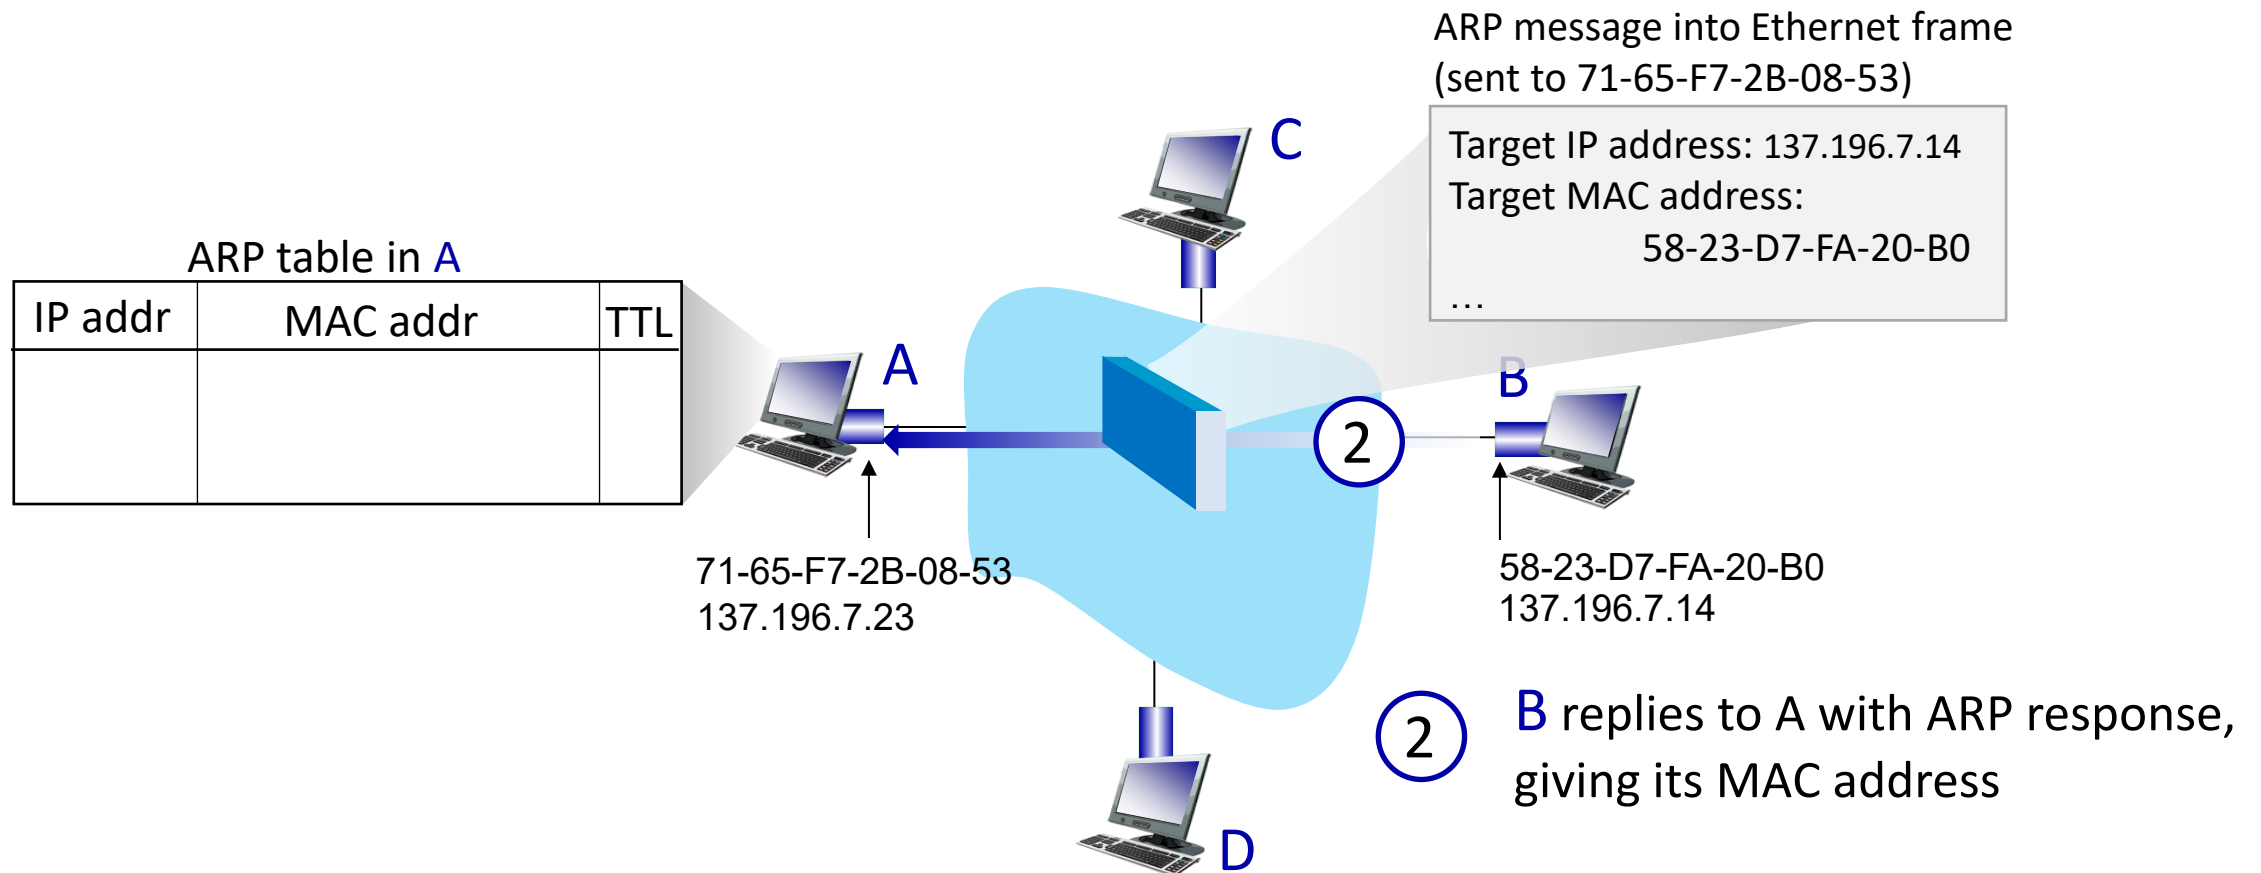 ARP message into Ethernet frame
(sent to 71-65-F7-2B-08-53)
Target IP address: 137.196.7.14
Target MAC address:
58-23-D7-FA-20-B0
…
C
ARP table in A
IP addr MAC addr TTL
A
B
2
71-65-F7-2B-08-53
137.196.7.23
58-23-D7-FA-20-B0
137.196.7.14
2 B replies to A with ARP response,
giving its MAC address
D